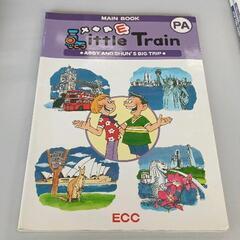 MAIN BOOK
PA
Little Train
ABBY AND SHUN'S BIG TRIP
ECC